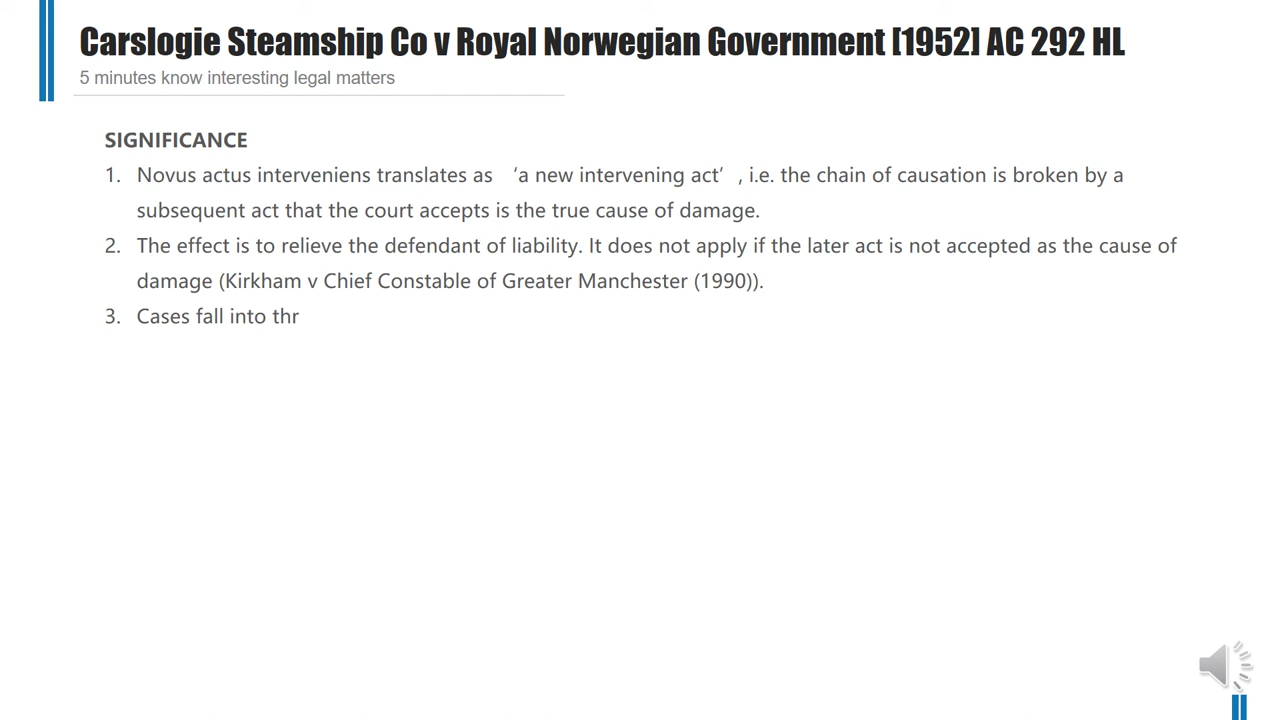 Carslogie Steamship Co v Royal Norwegian Government [1952] AC 292 HL
5 minutes know interesting legal matters
SIGNIFICANCE
1. Novus actus interveniens translates as ‘a new intervening act’, i.e. the chain of causation is broken by a
subsequent act that the court accepts is the true cause of damage.
2. The effect is to relieve the defendant of liability. It does not apply if the later act is not accepted as the cause of
damage (Kirkham v Chief Constable of Greater Manchester (1990)).
3. Cases fall into thr